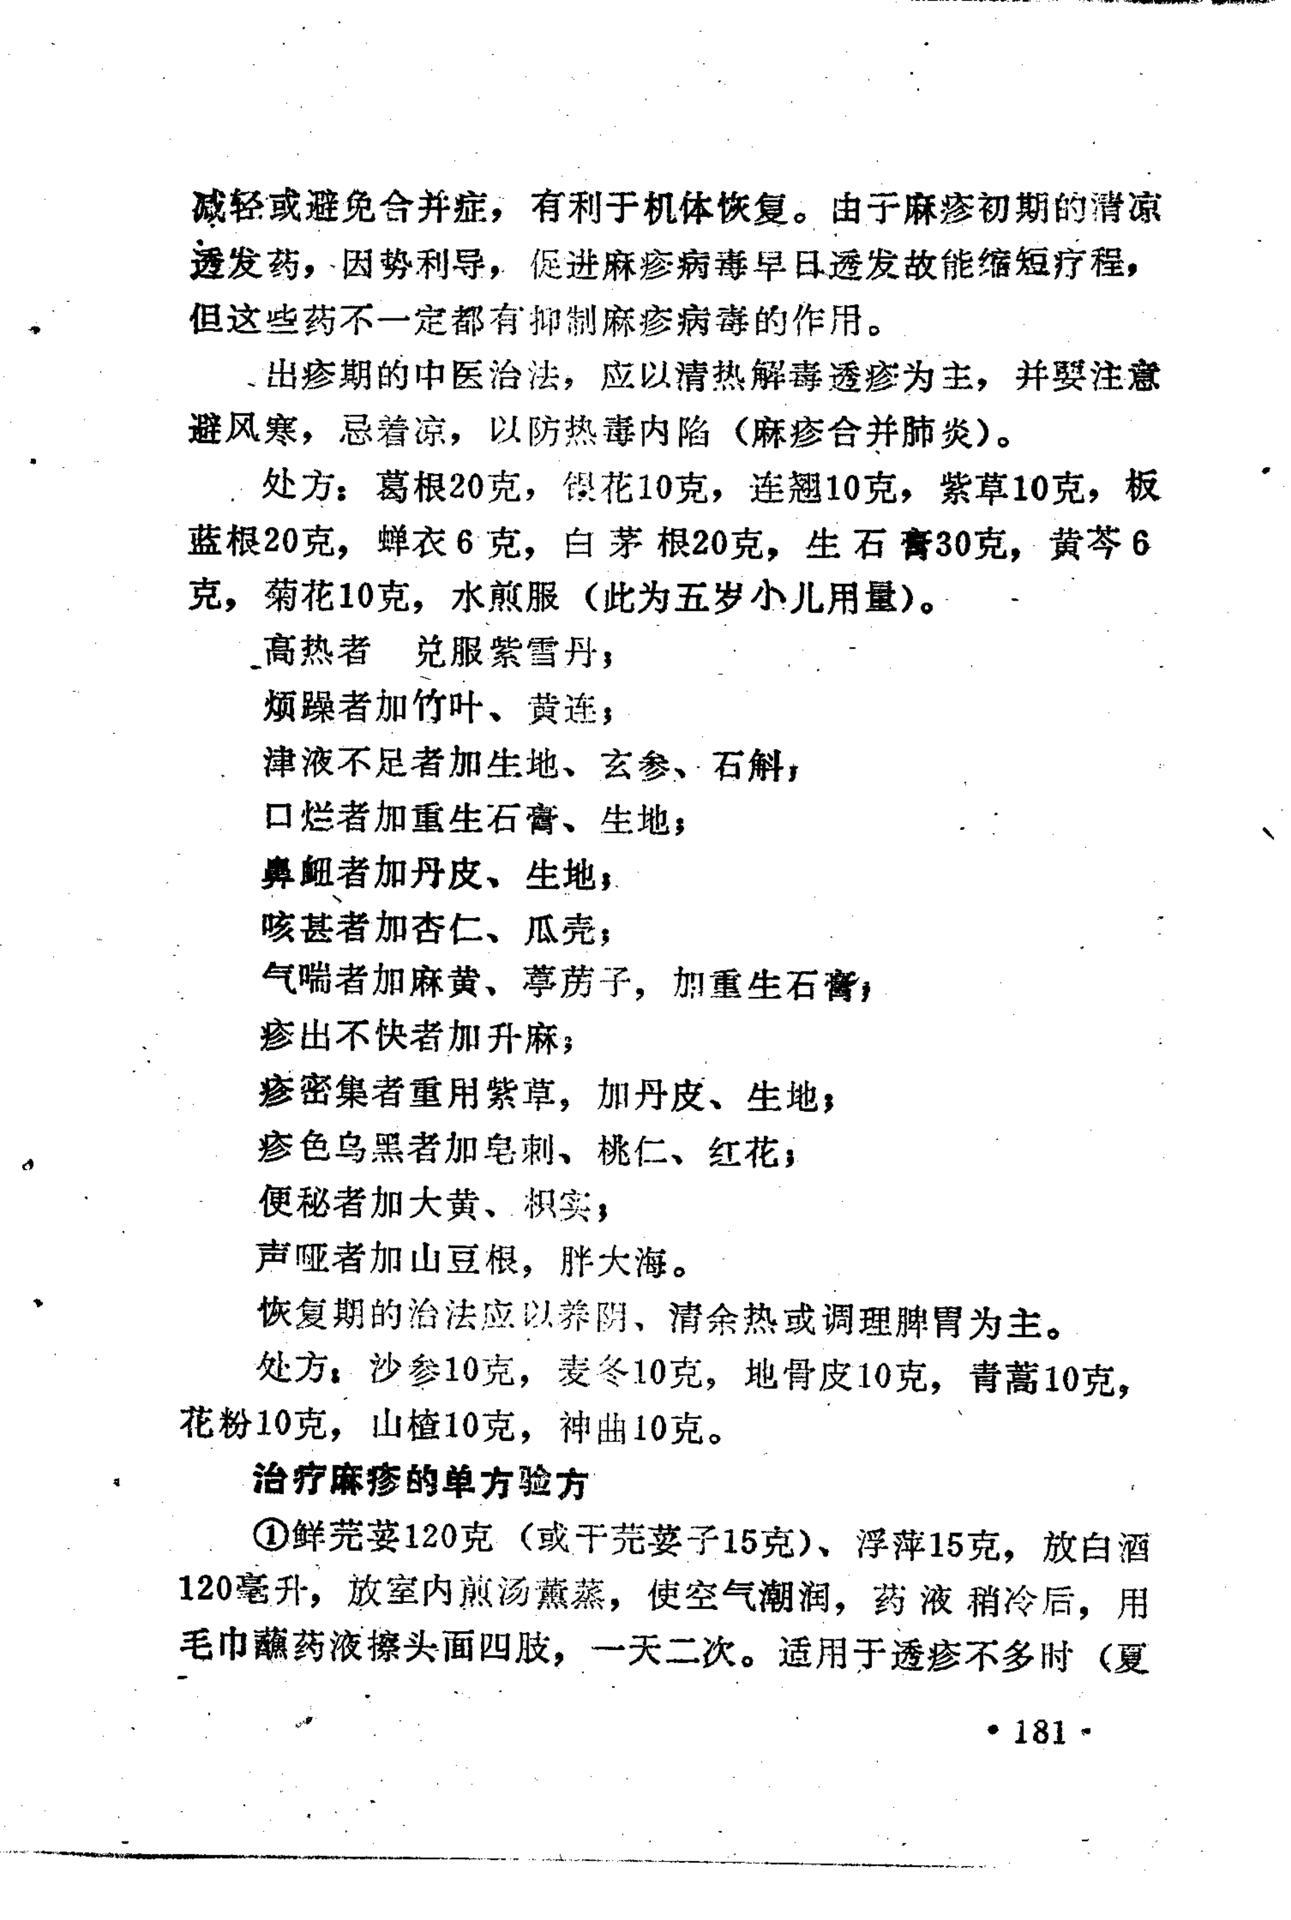 减轻或避免合并症，有利于机体恢复。由于麻疹初期的清凉
透发药，因势利导，促进麻疹病毒早日透发故能缩短疗程，
但这些药不一定都有抑制麻疹病毒的作用。
出疹期的中医治法，应以清热解毒透疹为主，并要注意
避风寒，忌着凉，以防热毒内陷（麻疹合并肺炎）。
处方：葛根20克，银花10克，连翘10克，紫草10克，板
蓝根20克，蝉衣6克，白茅根20克，生石膏30克，黄芩6
克，菊花10克，水煎服（此为五岁小儿用量）。
高热者　兑服紫雪丹；
烦躁者加竹叶、黄连；
津液不足者加生地、玄参、石斛；
口烂者加重生石膏、生地；
鼻衄者加丹皮、生地；
咳甚者加杏仁、瓜壳；
气喘者加麻黄、葶苈子，加重生石膏；
疹出不快者加升麻；
疹密集者重用紫草，加丹皮、生地；
疹色乌黑者加皂刺、桃仁、红花；
便秘者加大黄、枳实；
声哑者加山豆根，胖大海。
恢复期的治法应以养阴、清余热或调理脾胃为主。
处方：沙参10克，麦冬10克，地骨皮10克，青蒿10克，
花粉10克，山楂10克，神曲10克。
治疗麻疹的单方验方
①鲜芫荽120克（或干芫荽子15克）、浮萍15克，放白酒
120毫升，放室内煎汤薰蒸，使空气潮润，药液稍冷后，用
毛巾蘸药液擦头面四肢，一天二次。适用于透疹不多时（夏
·181·